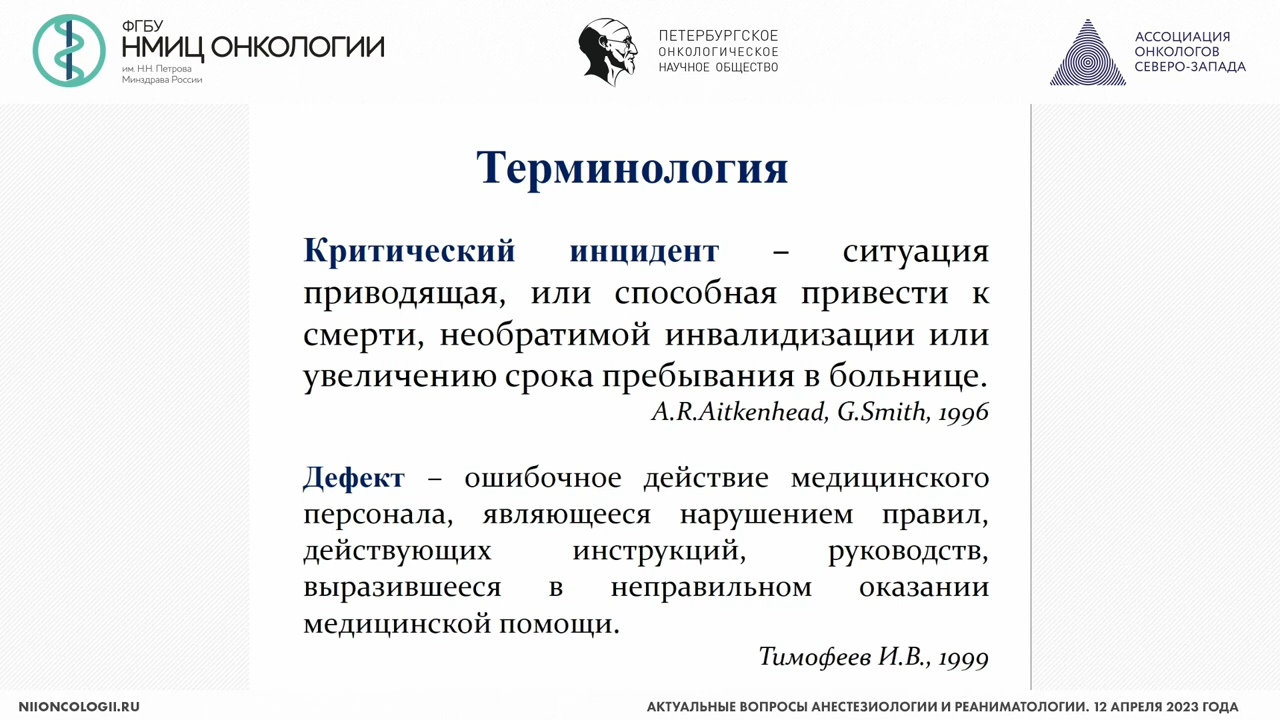 ФГБУ
НМИЦ ОНКОЛОГИИ
им. Н.Н. Петрова
Минздрава России
ПЕТЕРБУРГСКОЕ
ОНКОЛОГИЧЕСКОЕ
НАУЧНОЕ ОБЩЕСТВО
АССОЦИАЦИЯ
ОНКОЛОГОВ
СЕВЕРО-ЗАПАДА
Терминология
Критический инцидент – ситуация
приводящая, или способная привести к
смерти, необратимой инвалидизации или
увеличению срока пребывания в больнице.
A.R.Aitkenhead, G.Smith, 1996
Дефект – ошибочное действие медицинского
персонала, являющееся нарушением правил,
действующих инструкций, руководств,
выразившееся в неправильном оказании
медицинской помощи.
Тимофеев И.В., 1999
NIIONCOLOGII.RU
АКТУАЛЬНЫЕ ВОПРОСЫ АНЕСТЕЗИОЛОГИИ И РЕАНИМАТОЛОГИИ. 12 АПРЕЛЯ 2023 ГОДА